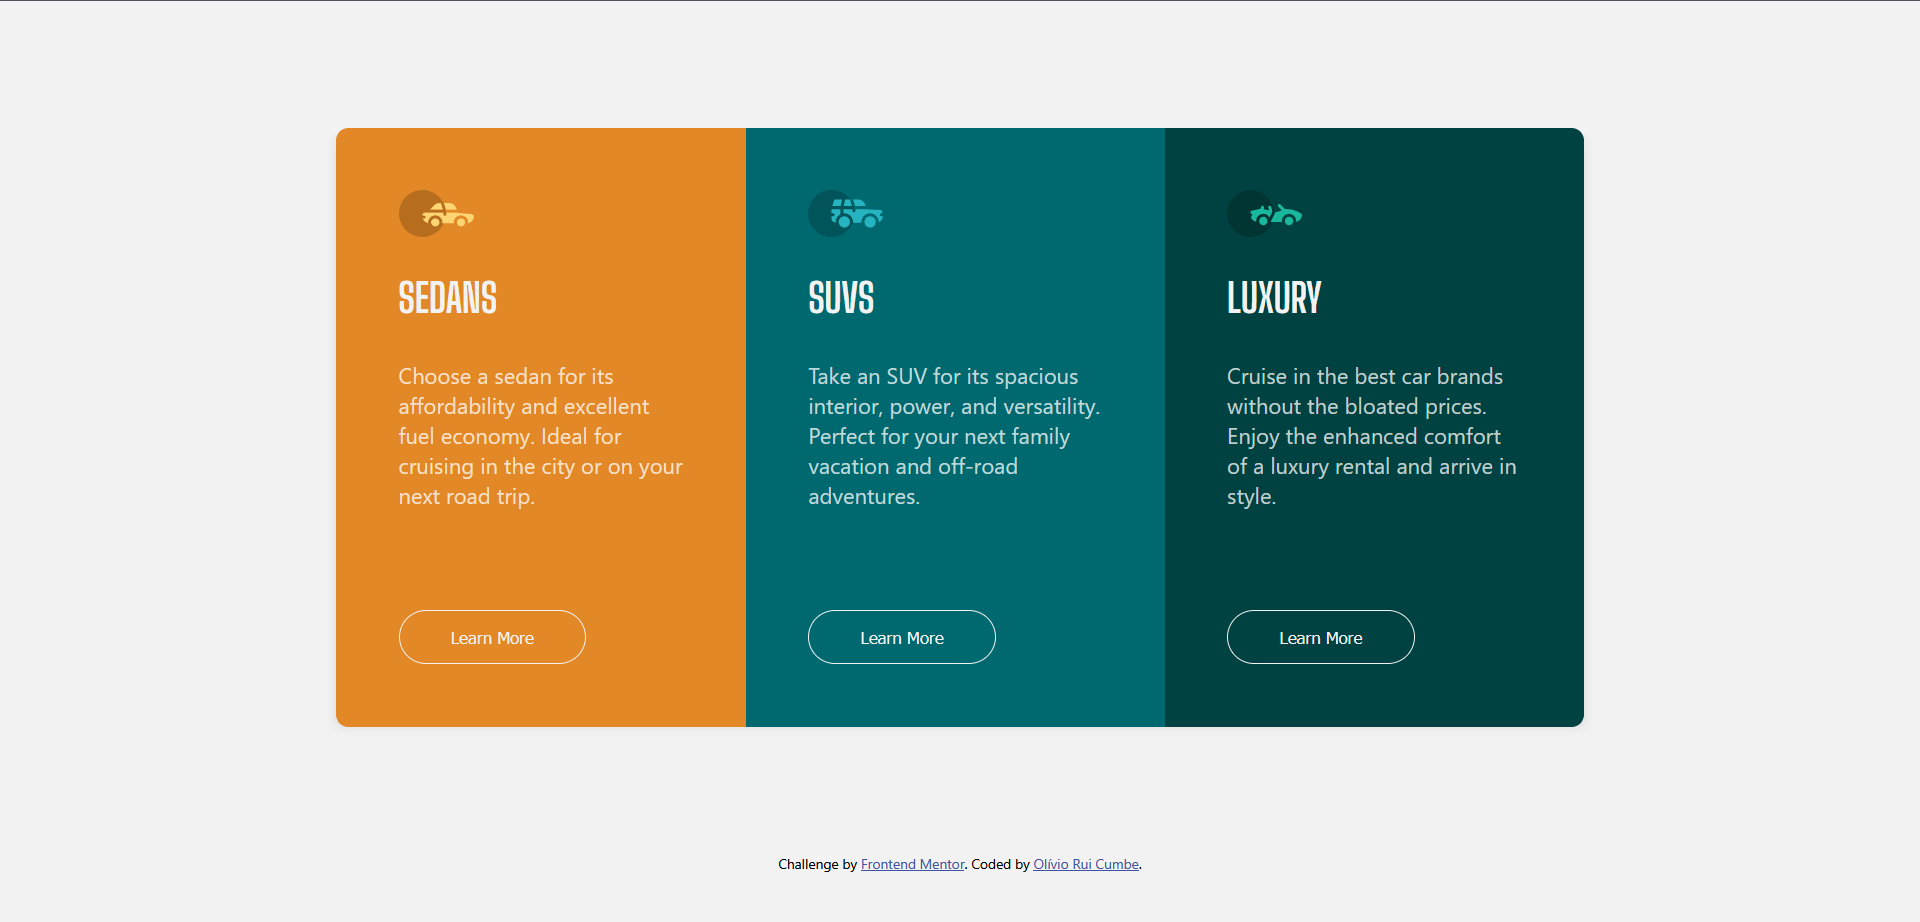 SEDANS
Choose a sedan for its
affordability and excellent
fuel economy. Ideal for
cruising in the city or on your
next road trip.
Learn More
SUVS
Take an SUV for its spacious
interior, power, and versatility.
Perfect for your next family
vacation and off-road
adventures.
Learn More
LUXURY
Cruise in the best car brands
without the bloated prices.
Enjoy the enhanced comfort
of a luxury rental and arrive in
style.
Learn More
Challenge by Frontend Mentor. Coded by Olívio Rui Cumbe.